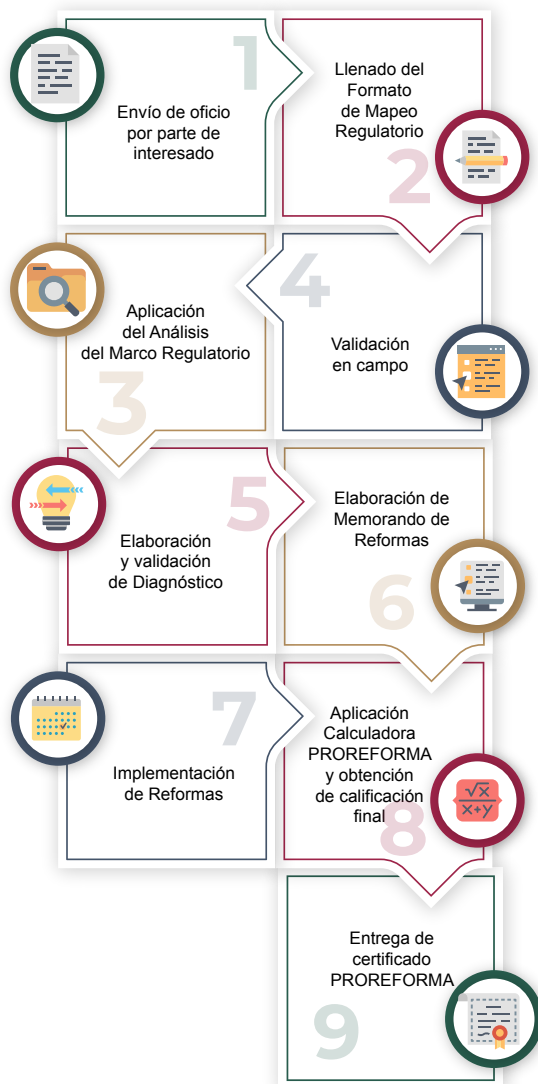 1
Envío de oficio
por parte de
interesado
Llenado del
Formato
de Mapeo
Regulatorio
2
Aplicación
del Análisis
del Marco Regulatorio
3
4
Validación
en campo
5
Elaboración
y validación
de Diagnóstico
Elaboración de
Memorando de
Reformas
6
7
Implementación
de Reformas
Aplicación
Calculadora
PROREFORMA
y obtención
de calificación
final
8
√x
x+y
Entrega de
certificado
PROREFORMA
9